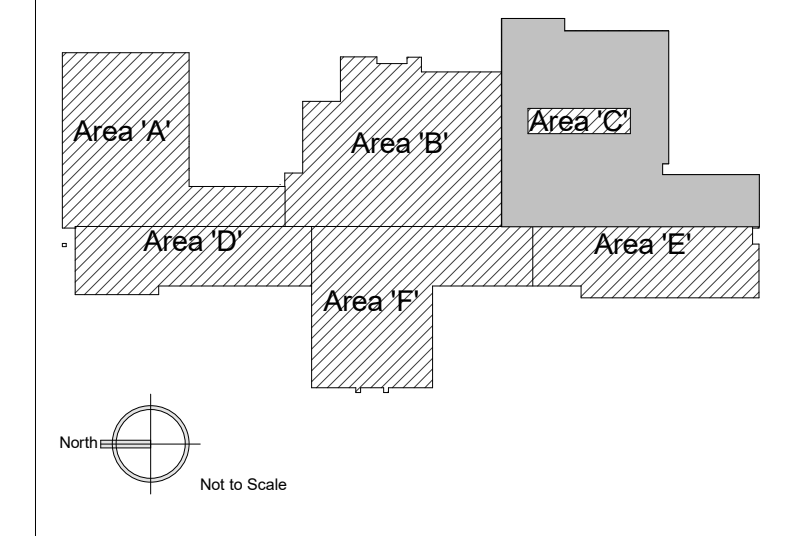 Area 'A'
Area 'B'
Area 'C'
Area 'D'
Area 'E'
Area 'F'
North
Not to Scale